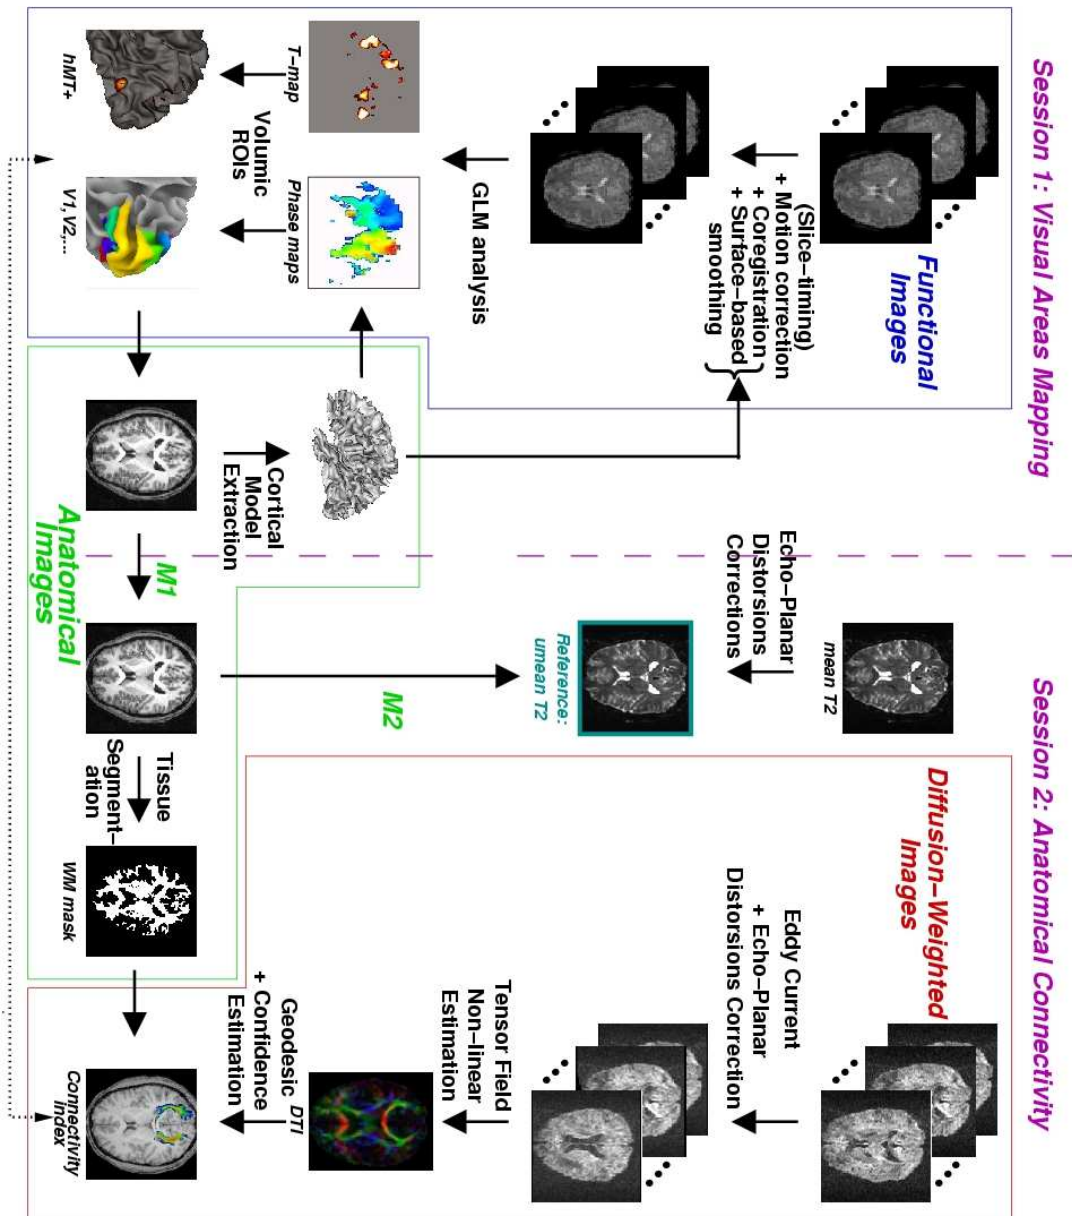 Session 1: Visual Areas Mapping
Functional
Images
(Slice-timing)
+ Motion correction
+ Coregistration
+ Surface-based
smoothing
GLM analysis
T-map
Phase maps
Volumic
ROIs
hMT+
V1,V2,...
Cortical
Model
Extraction
Anatomical
Images
M1
M2
Tissue
Segment-
ation
WM mask
Session 2: Anatomical Connectivity
mean T2
Echo-Planar
Distorsions
Corrections
Reference:
umean T2
Diffusion-Weighted
Images
Eddy Current
+ Echo-Planar
Distorsions Correction
Tensor Field
Non-linear
Estimation
DTI
Geodesic
+ Confidence
Estimation
Connectivity
index